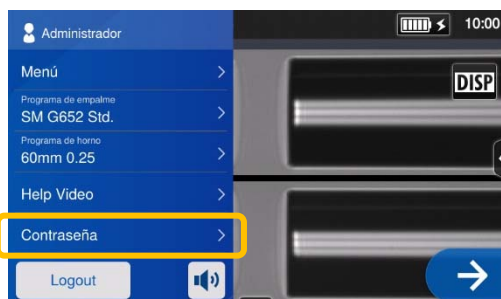 Administrador
10:00
Menú
DISP
Programa de empalme
SM G652 Std.
Programa de horno
60mm 0.25
Help Video
Contraseña
Logout